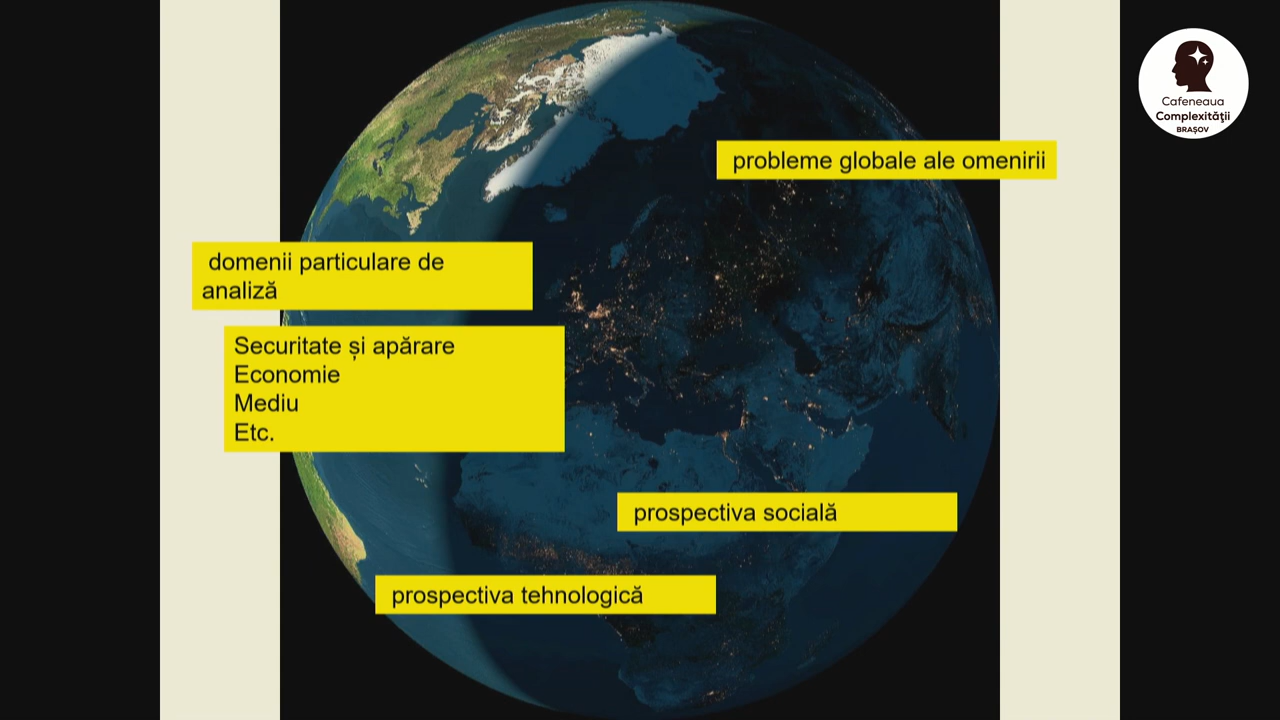 Cafeneaua
Complexității
BRAȘOV
probleme globale ale omenirii
domenii particulare de
analiză
Securitate și apărare
Economie
Mediu
Etc.
prospectiva socială
prospectiva tehnologică